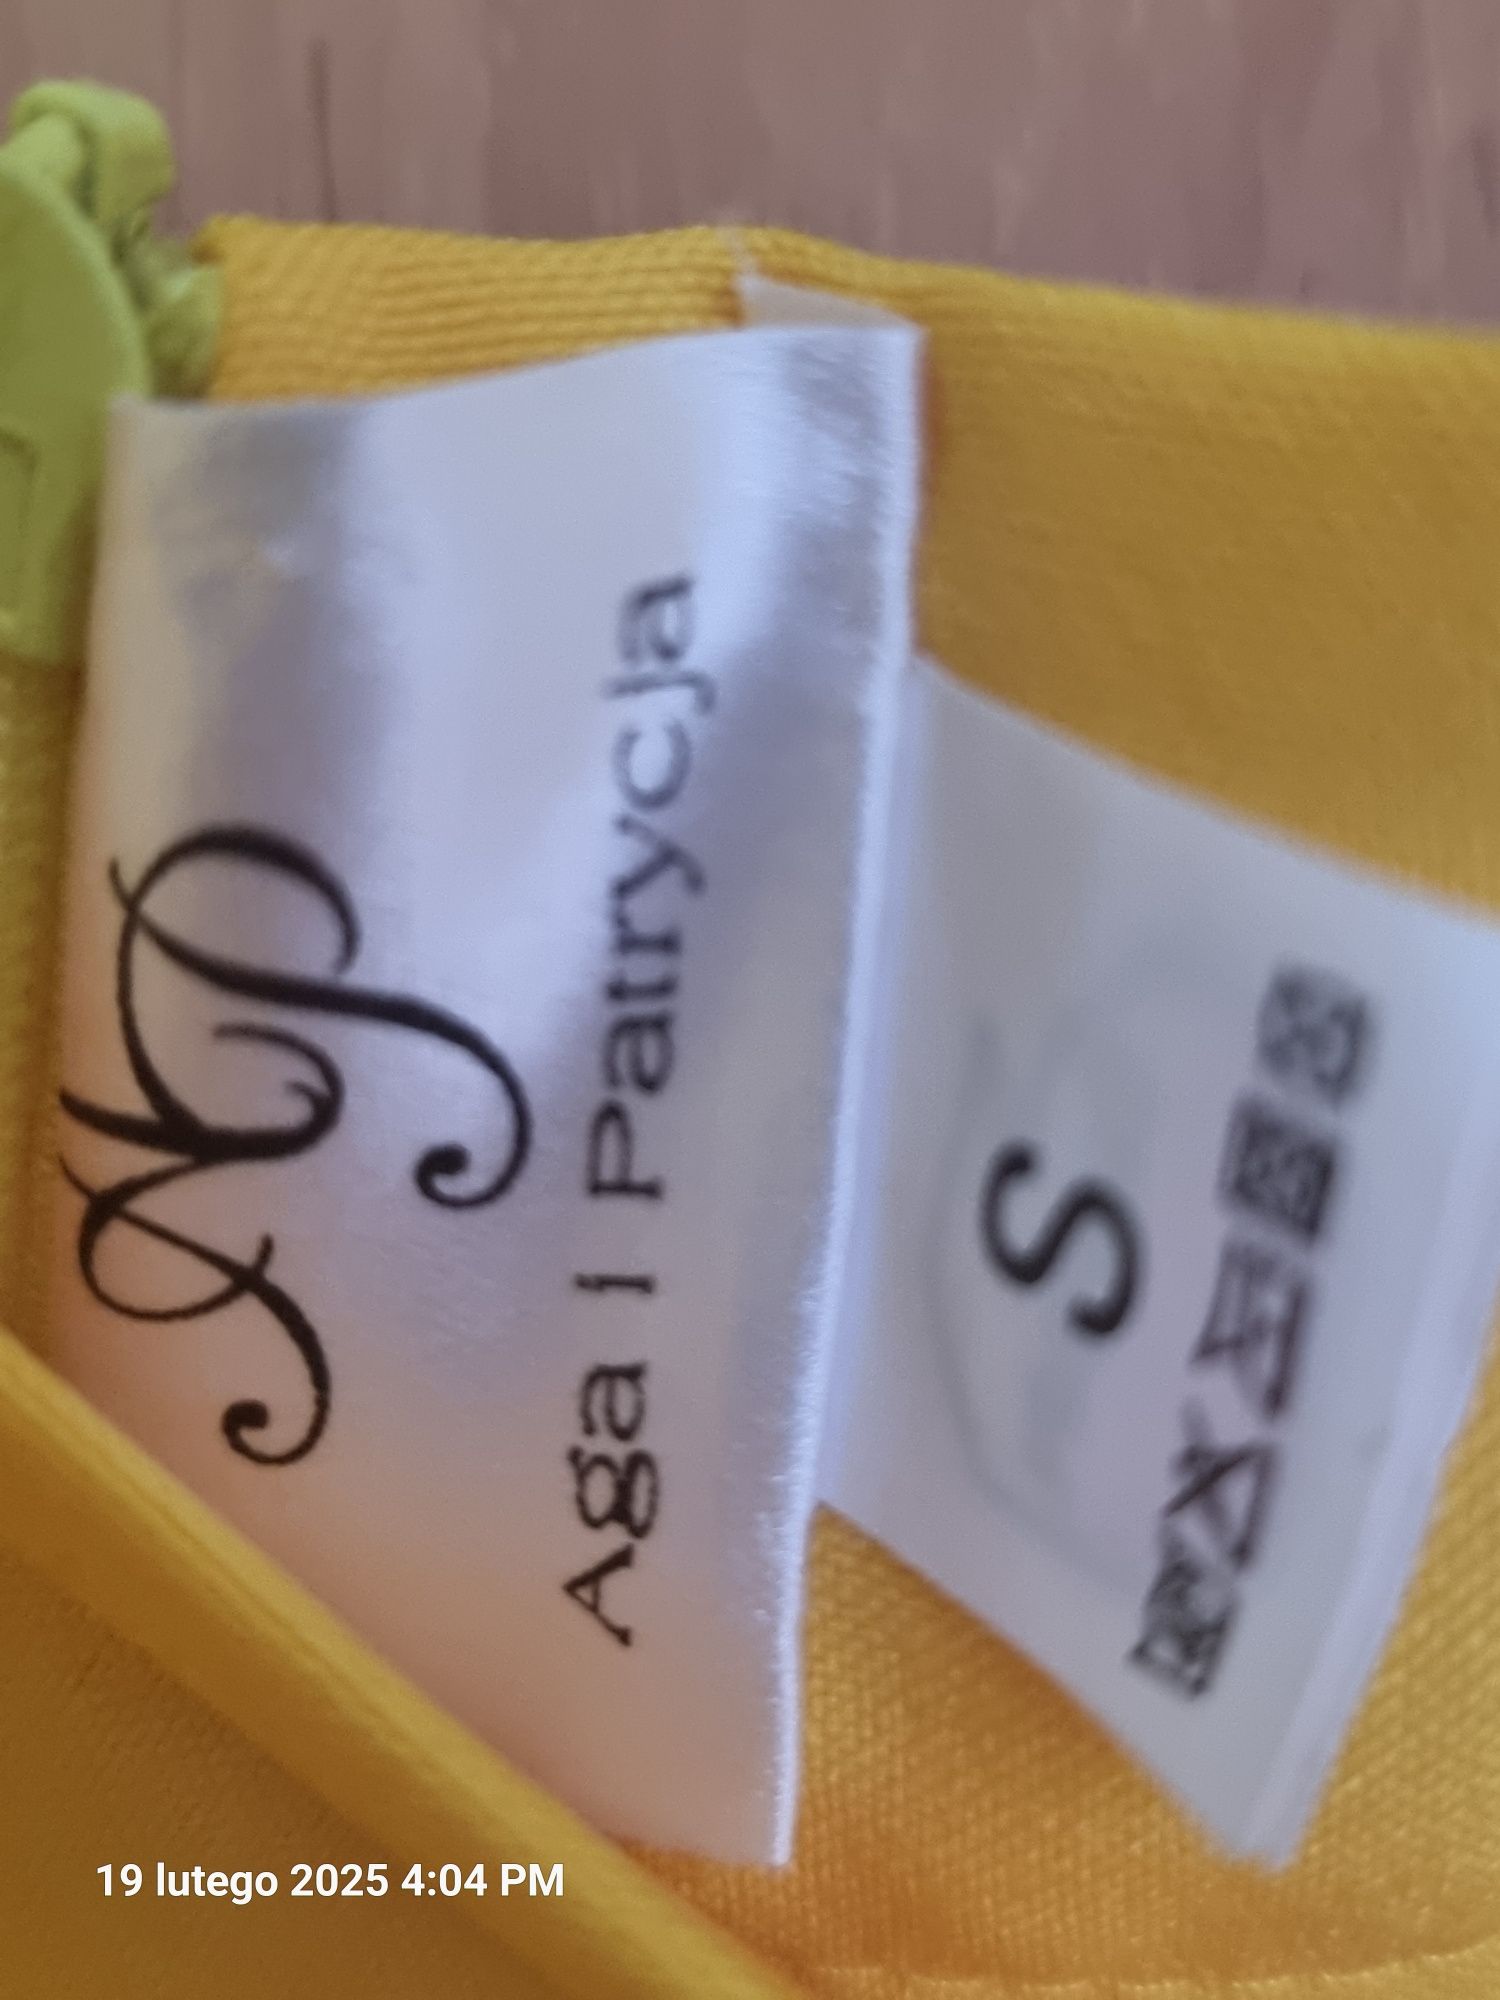 AP
Aga i Patrycja
S
19 lutego 2025 4:04 PM